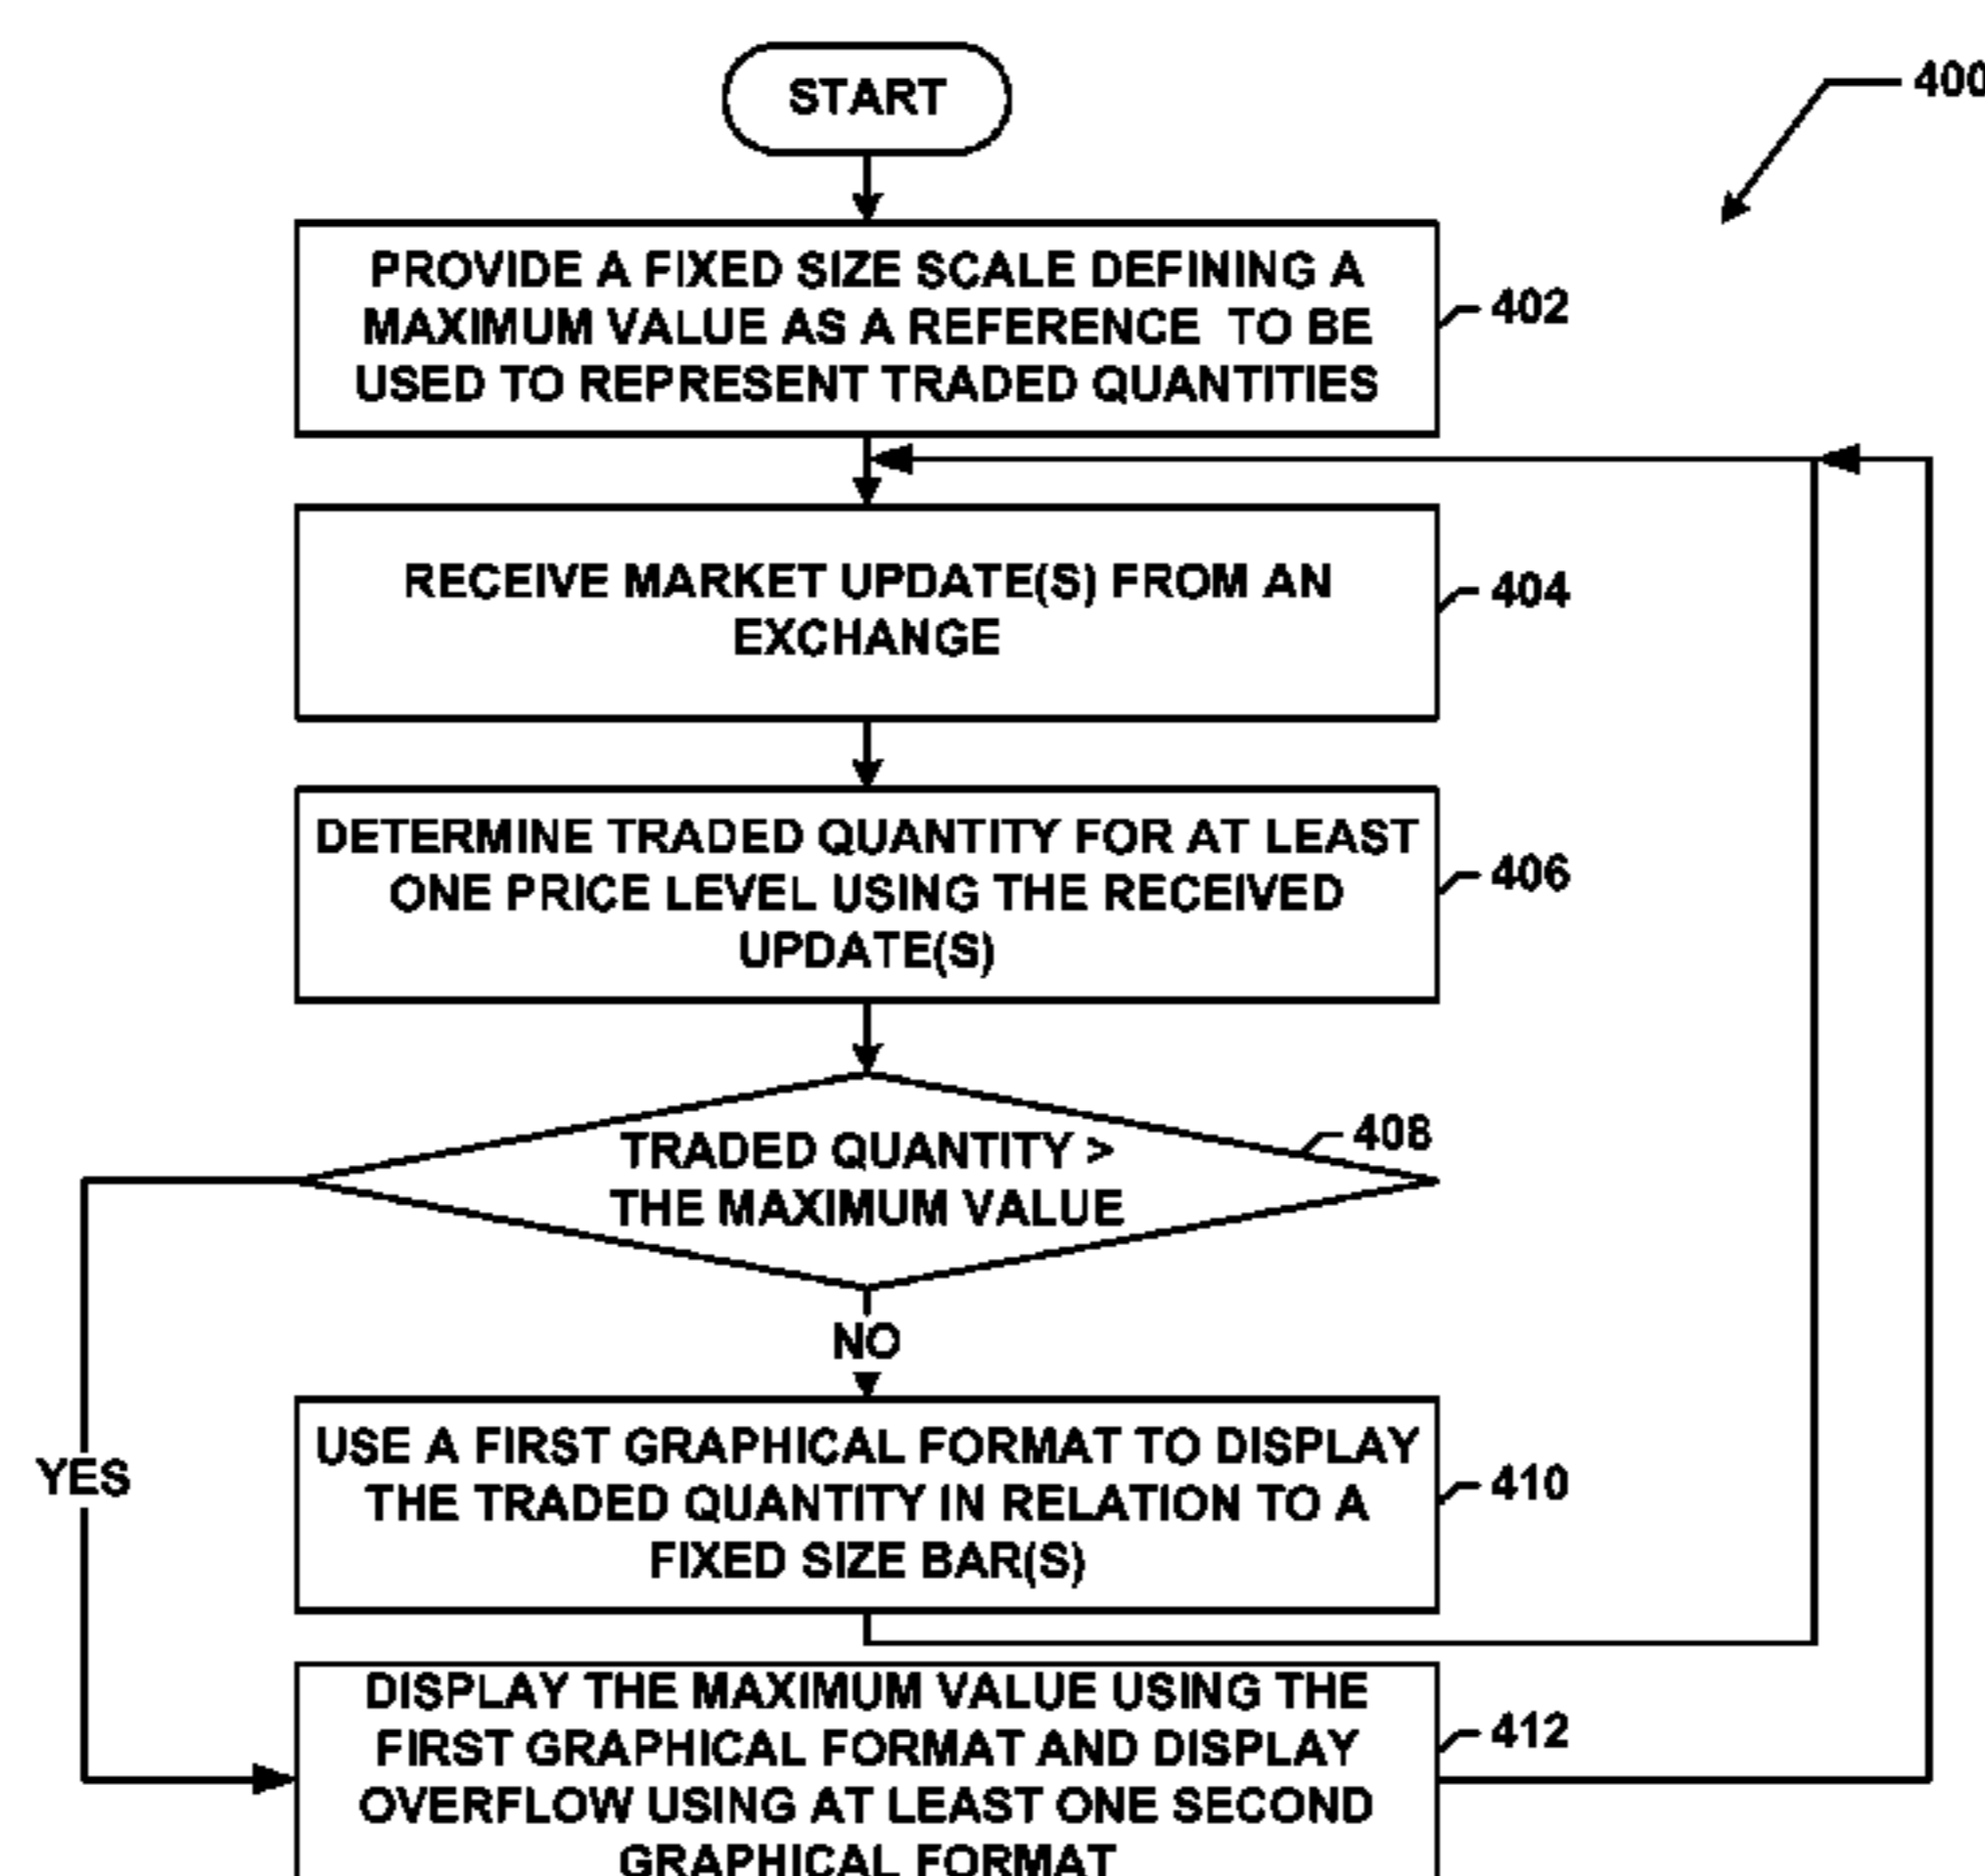 START
400
PROVIDE A FIXED SIZE SCALE DEFINING A
MAXIMUM VALUE AS A REFERENCE TO BE
USED TO REPRESENT TRADED QUANTITIES
402
RECEIVE MARKET UPDATE(S) FROM AN
EXCHANGE
404
DETERMINE TRADED QUANTITY FOR AT LEAST
ONE PRICE LEVEL USING THE RECEIVED
UPDATE(S)
406
TRADED QUANTITY >
THE MAXIMUM VALUE
408
NO
YES
USE A FIRST GRAPHICAL FORMAT TO DISPLAY
THE TRADED QUANTITY IN RELATION TO A
FIXED SIZE BAR(S)
410
DISPLAY THE MAXIMUM VALUE USING THE
FIRST GRAPHICAL FORMAT AND DISPLAY
OVERFLOW USING AT LEAST ONE SECOND
GRAPHICAL FORMAT
412